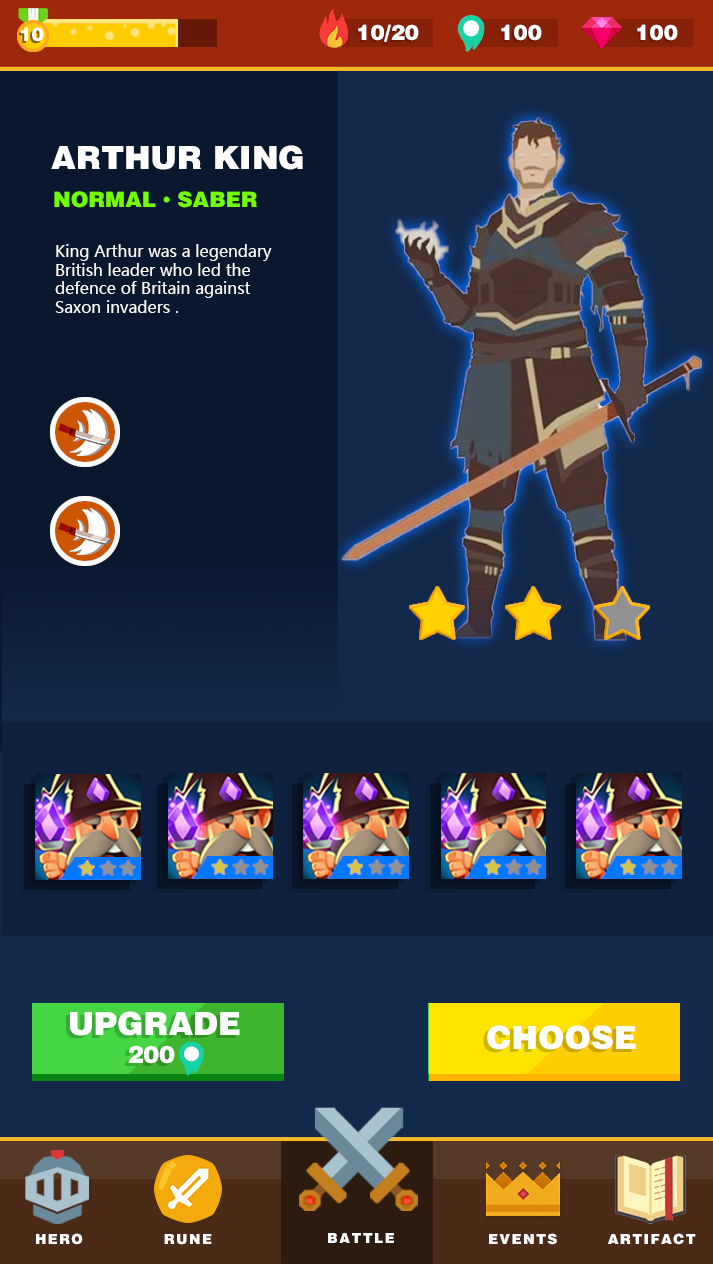 10
10/20
100
100
ARTHUR KING
NORMAL • SABER
King Arthur was a legendary
British leader who led the
defence of Britain against
Saxon invaders .
UPGRADE
200
CHOOSE
HERO
RUNE
BATTLE
EVENTS
ARTIFACT